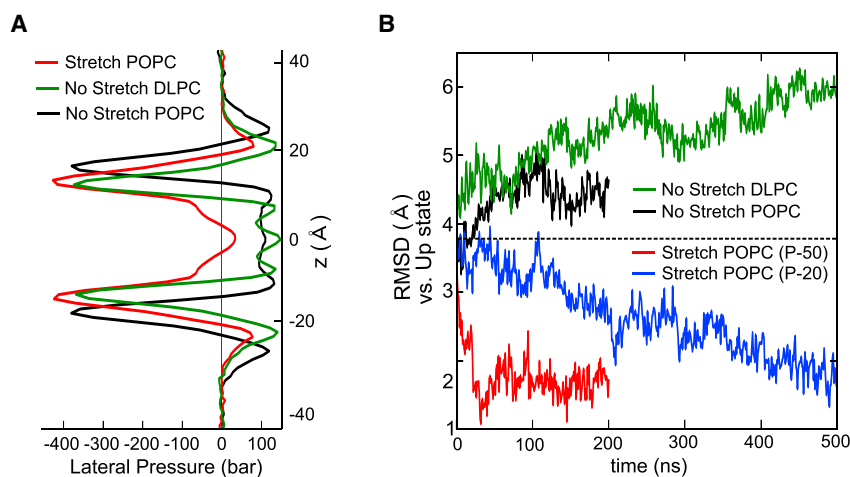 A
Stretch POPC
No Stretch DLPC
No Stretch POPC
40
20
0
-20
-40
z (Å)
-400 -300 -200 -100 0 100
Lateral Pressure (bar)
B
6
5
4
3
2
1
RMSD (Å)
vs. Up state
No Stretch DLPC
No Stretch POPC
Stretch POPC (P-50)
Stretch POPC (P-20)
0 100 200 300 400 500
time (ns)